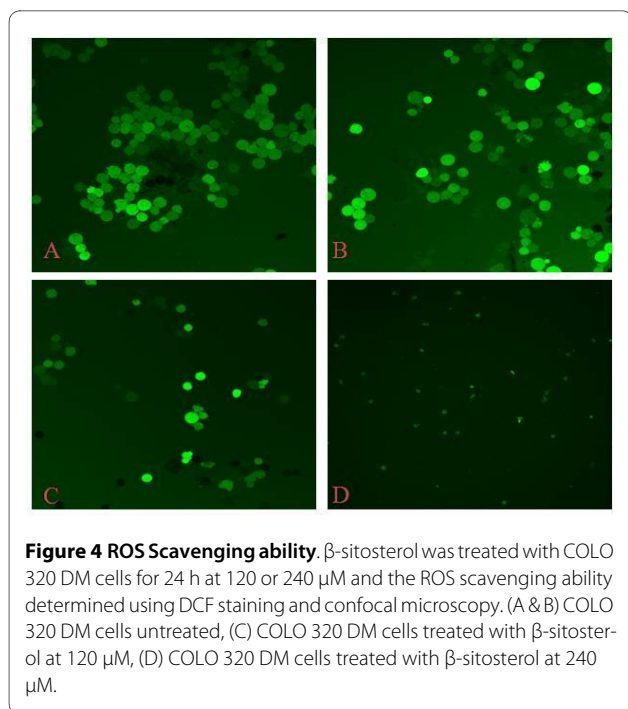 A
B
C
D
Figure 4 ROS Scavenging ability. β-sitosterol was treated with COLO
320 DM cells for 24 h at 120 or 240 μM and the ROS scavenging ability
determined using DCF staining and confocal microscopy. (A & B) COLO
320 DM cells untreated, (C) COLO 320 DM cells treated with β-sitoster-
ol at 120 μM, (D) COLO 320 DM cells treated with β-sitosterol at 240
μM.